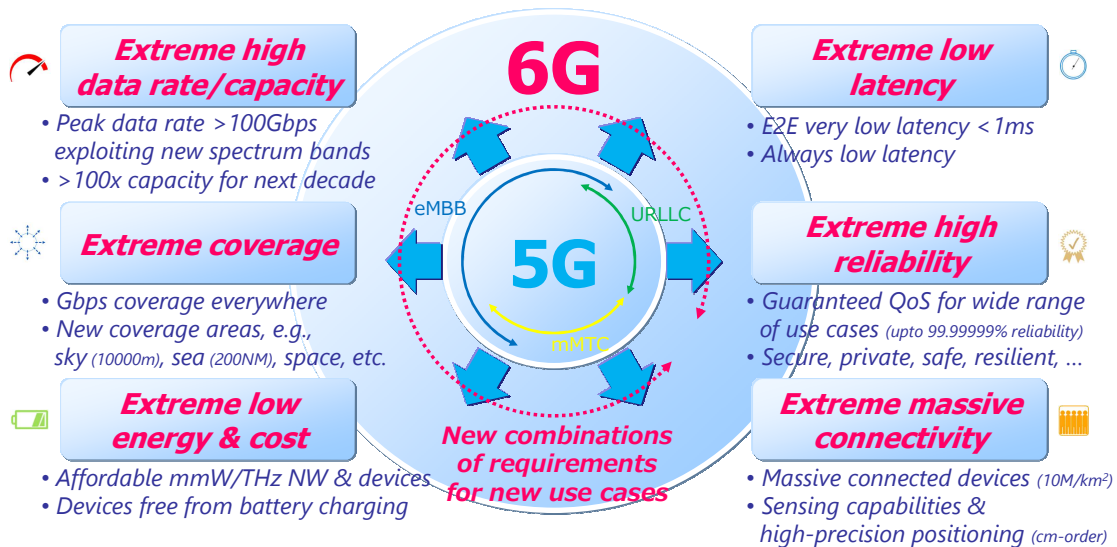 Extreme high
data rate/capacity
• Peak data rate >100Gbps
exploiting new spectrum bands
• >100x capacity for next decade
Extreme coverage
• Gbps coverage everywhere
• New coverage areas, e.g.,
sky (10000m), sea (200NM), space, etc.
Extreme low
energy & cost
• Affordable mmW/THz NW & devices
• Devices free from battery charging
6G
eMBB
URLLC
5G
mMTC
New combinations
of requirements
for new use cases
Extreme low
latency
• E2E very low latency <1ms
• Always low latency
Extreme high
reliability
• Guaranteed QoS for wide range
of use cases (upto 99.99999% reliability)
• Secure, private, safe, resilient, ...
Extreme massive
connectivity
• Massive connected devices (10M/km²)
• Sensing capabilities &
high-precision positioning (cm-order)